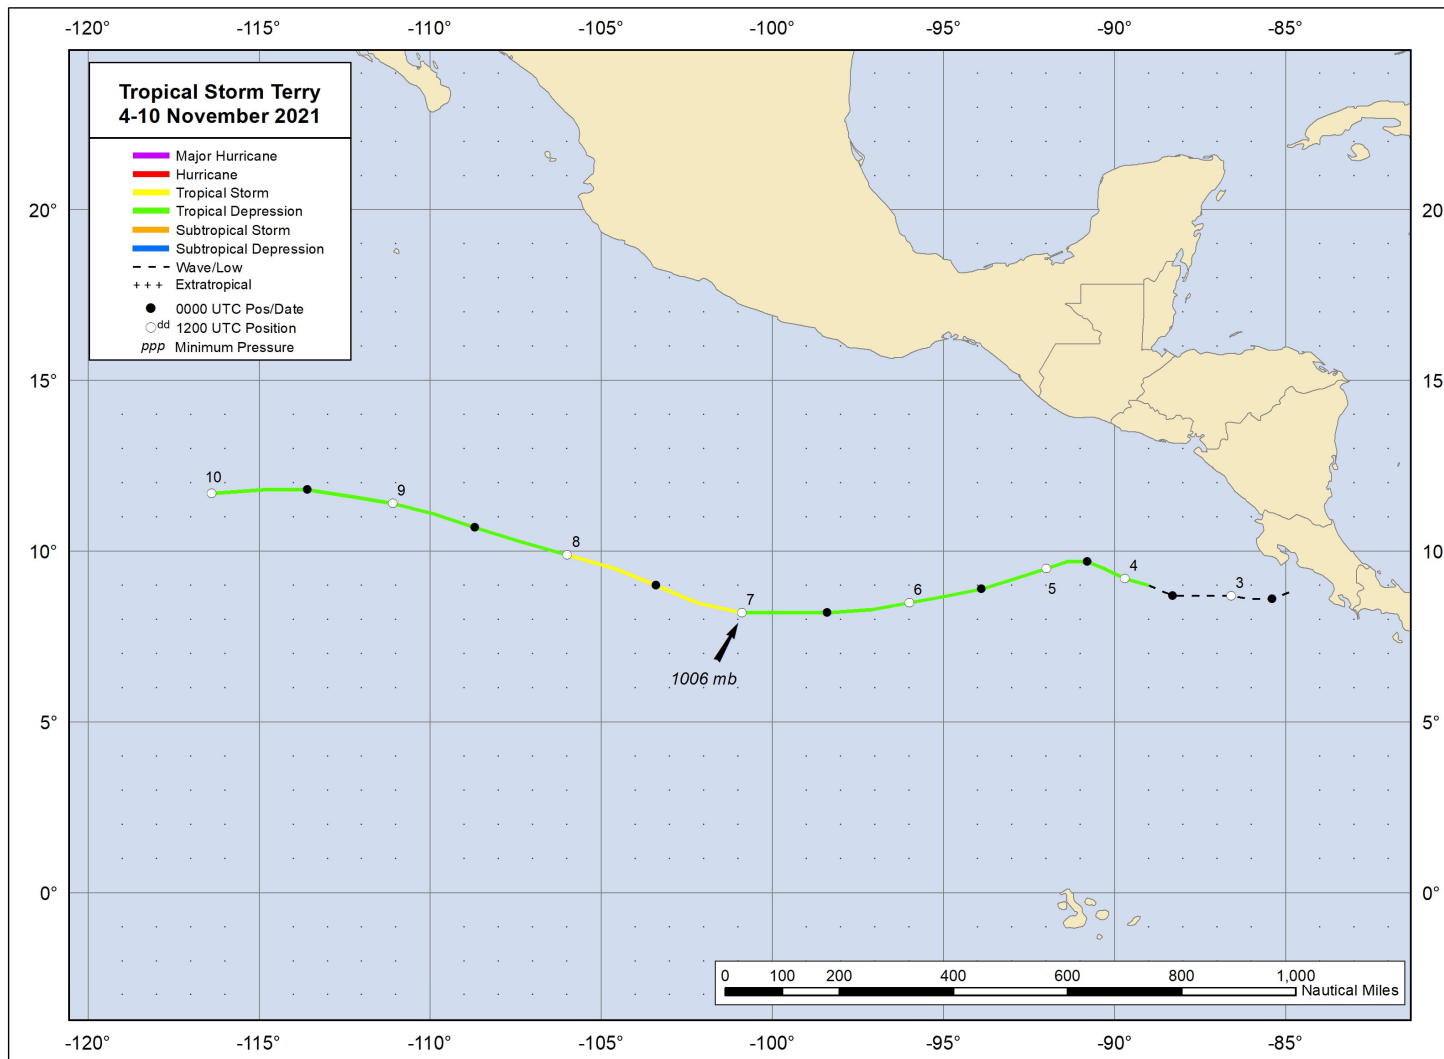 -120° -115° -110° -105° -100° -95° -90° -85°
Tropical Storm Terry
4-10 November 2021
Major Hurricane
Hurricane
Tropical Storm
Tropical Depression
Subtropical Storm
Subtropical Depression
Wave/Low
+ + + Extratropical
0000 UTC Pos/Date
dd 1200 UTC Position
ppp Minimum Pressure
20° 20
15° 15
10 9 8 7 6 5 4 3
10° 10
1006 mb
5° 5°
0° 0°
0 100 200 400 600 800 1,000
Nautical Miles
-120° -115° -110° -105° -100° -95° -90° -85°